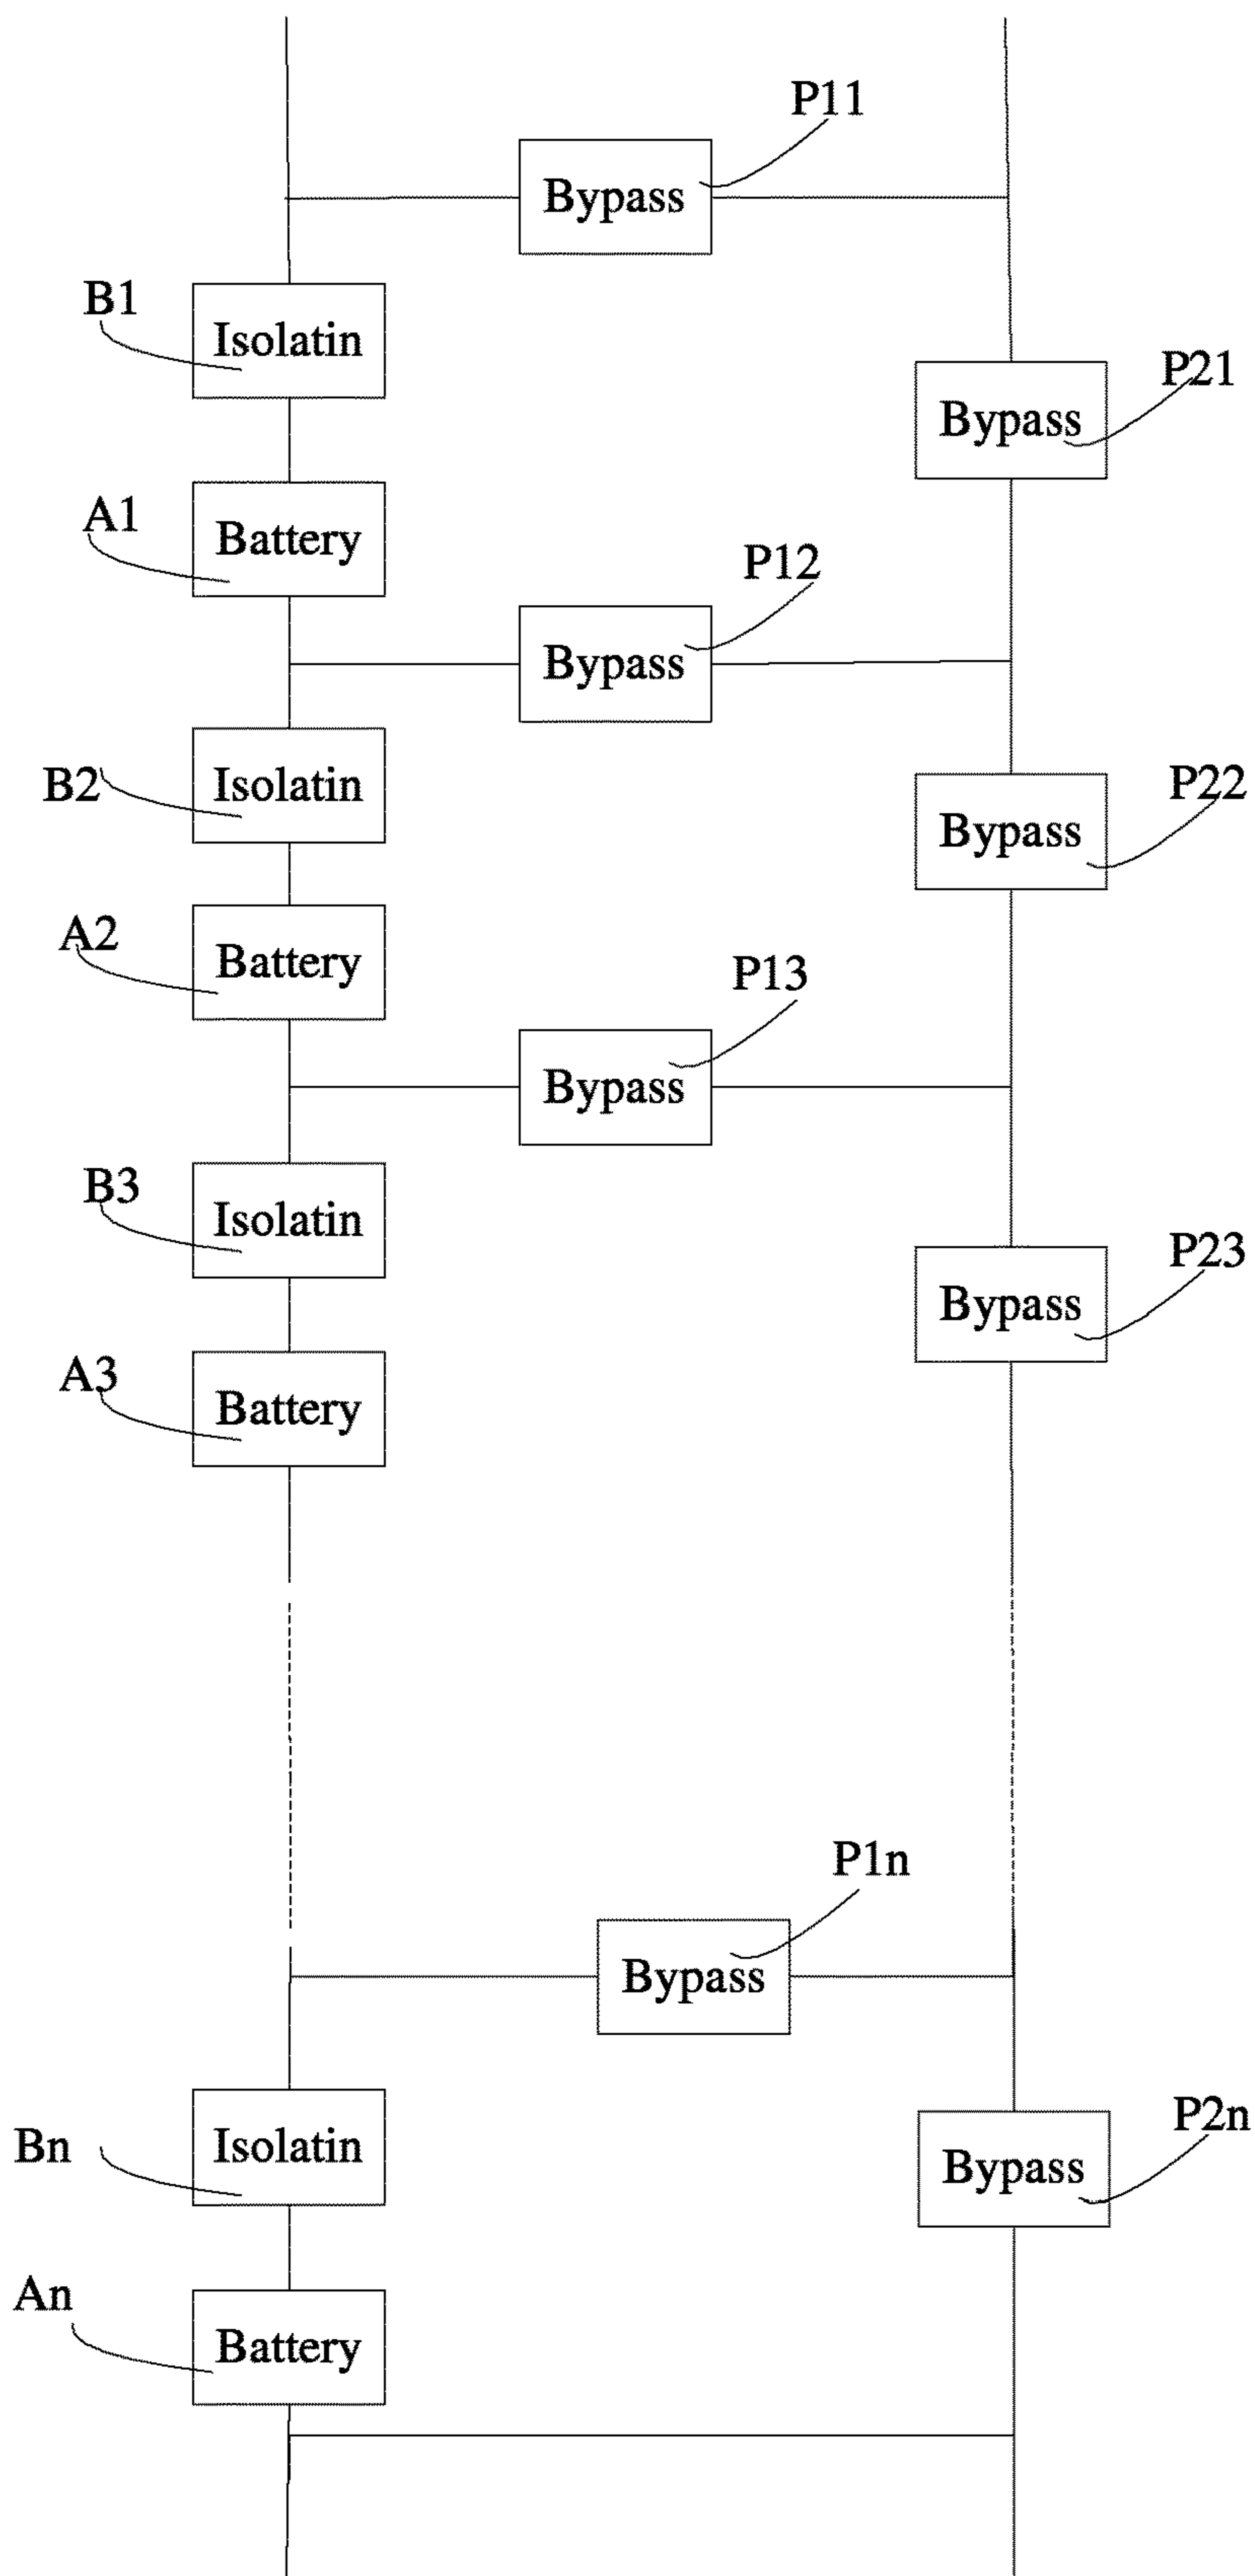 P11
Bypass
B1
Isolatin
P21
Bypass
A1
Battery
P12
Bypass
B2
Isolatin
P22
Bypass
A2
Battery
P13
Bypass
B3
Isolatin
P23
Bypass
A3
Battery
P1n
Bypass
Bn
Isolatin
P2n
Bypass
An
Battery